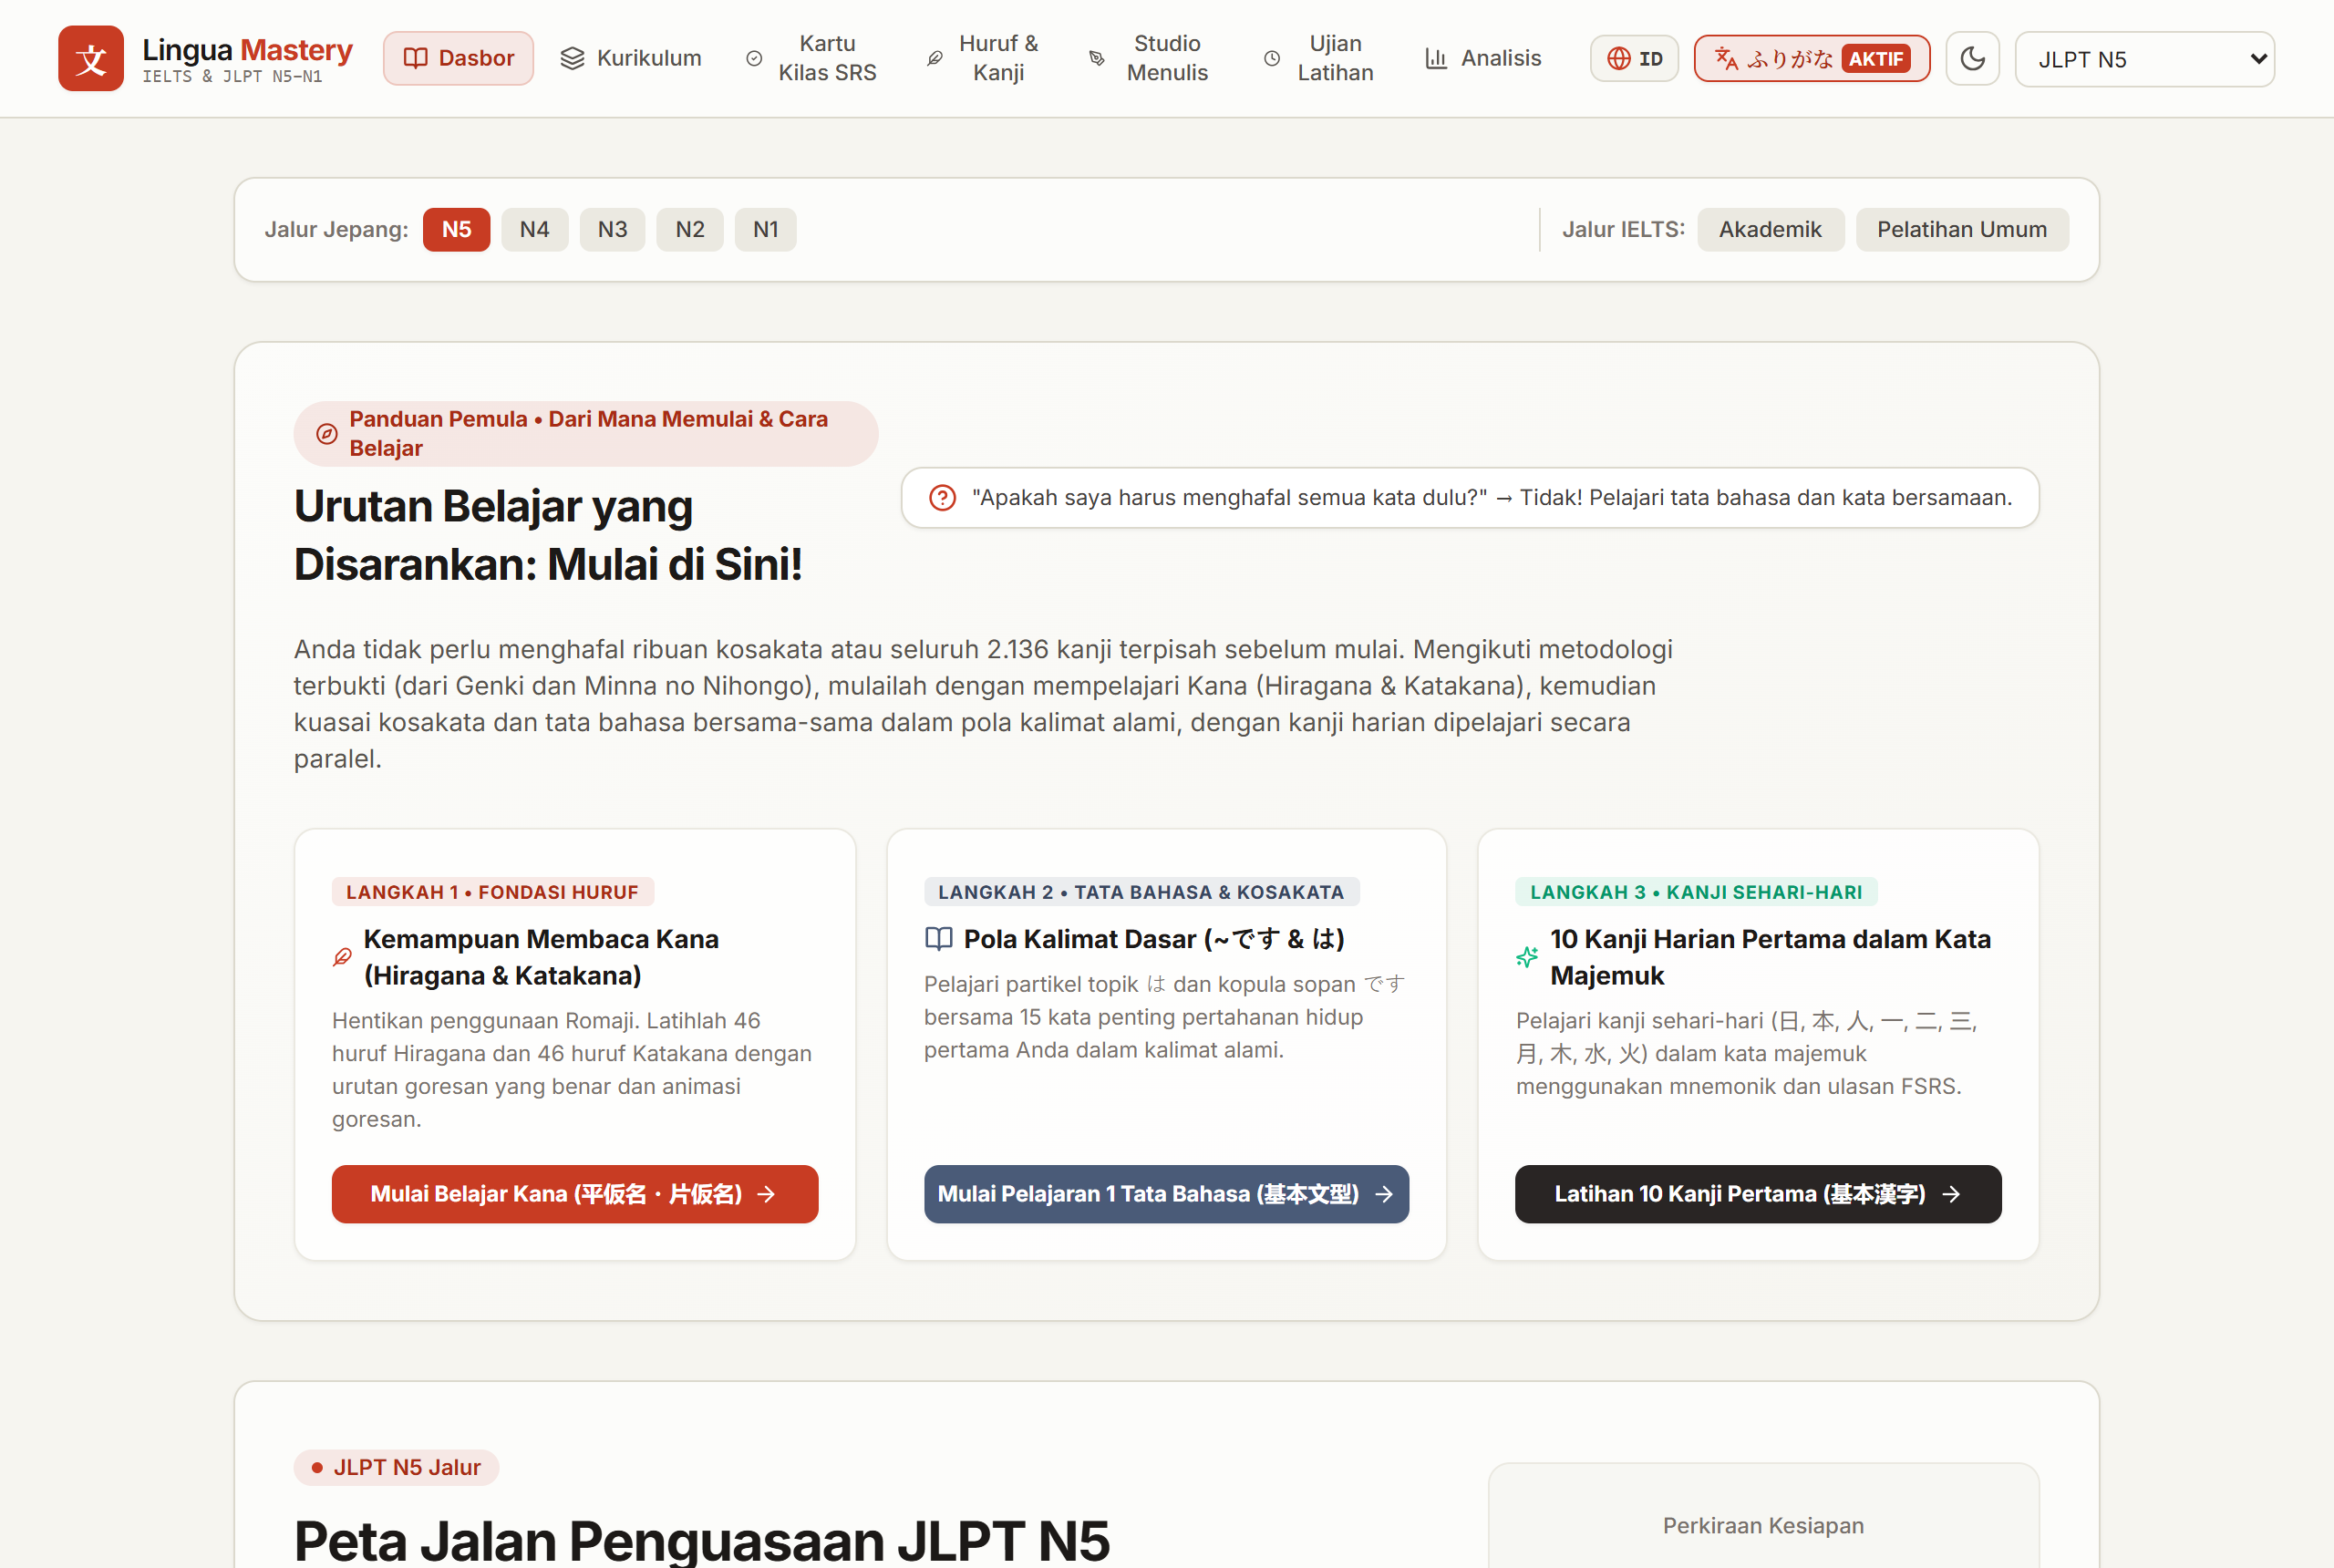 文
Lingua Mastery
IELTS & JLPT N5–N1
Dasbor
Kurikulum
Kartu
Kilas SRS
Huruf &
Kanji
Studio
Menulis
Ujian
Latihan
Analisis
ID
ふりがな AKTIF
JLPT N5
Jalur Jepang: N5 N4 N3 N2 N1
Jalur IELTS: Akademik Pelatihan Umum
Panduan Pemula • Dari Mana Memulai & Cara
Belajar
Urutan Belajar yang
Disarankan: Mulai di Sini!
"Apakah saya harus menghafal semua kata dulu?" → Tidak! Pelajari tata bahasa dan kata bersamaan.
Anda tidak perlu menghafal ribuan kosakata atau seluruh 2.136 kanji terpisah sebelum mulai. Mengikuti metodologi
terbukti (dari Genki dan Minna no Nihongo), mulailah dengan mempelajari Kana (Hiragana & Katakana), kemudian
kuasai kosakata dan tata bahasa bersama-sama dalam pola kalimat alami, dengan kanji harian dipelajari secara
paralel.
LANGKAH 1 • FONDASI HURUF
Kemampuan Membaca Kana
(Hiragana & Katakana)
Hentikan penggunaan Romaji. Latihlah 46
huruf Hiragana dan 46 huruf Katakana dengan
urutan goresan yang benar dan animasi
goresan.
Mulai Belajar Kana (平仮名・片仮名) →
LANGKAH 2 • TATA BAHASA & KOSAKATA
Pola Kalimat Dasar (~です & は)
Pelajari partikel topik は dan kopula sopan です
bersama 15 kata penting pertahanan hidup
pertama Anda dalam kalimat alami.
Mulai Pelajaran 1 Tata Bahasa (基本文型) →
LANGKAH 3 • KANJI SEHARI-HARI
10 Kanji Harian Pertama dalam Kata
Majemuk
Pelajari kanji sehari-hari (日, 本, 人, 一, 二, 三,
月, 木, 水, 火) dalam kata majemuk
menggunakan mnemonik dan ulasan FSRS.
Latihan 10 Kanji Pertama (基本漢字) →
JLPT N5 Jalur
Peta Jalan Penguasaan JLPT N5
Perkiraan Kesiapan